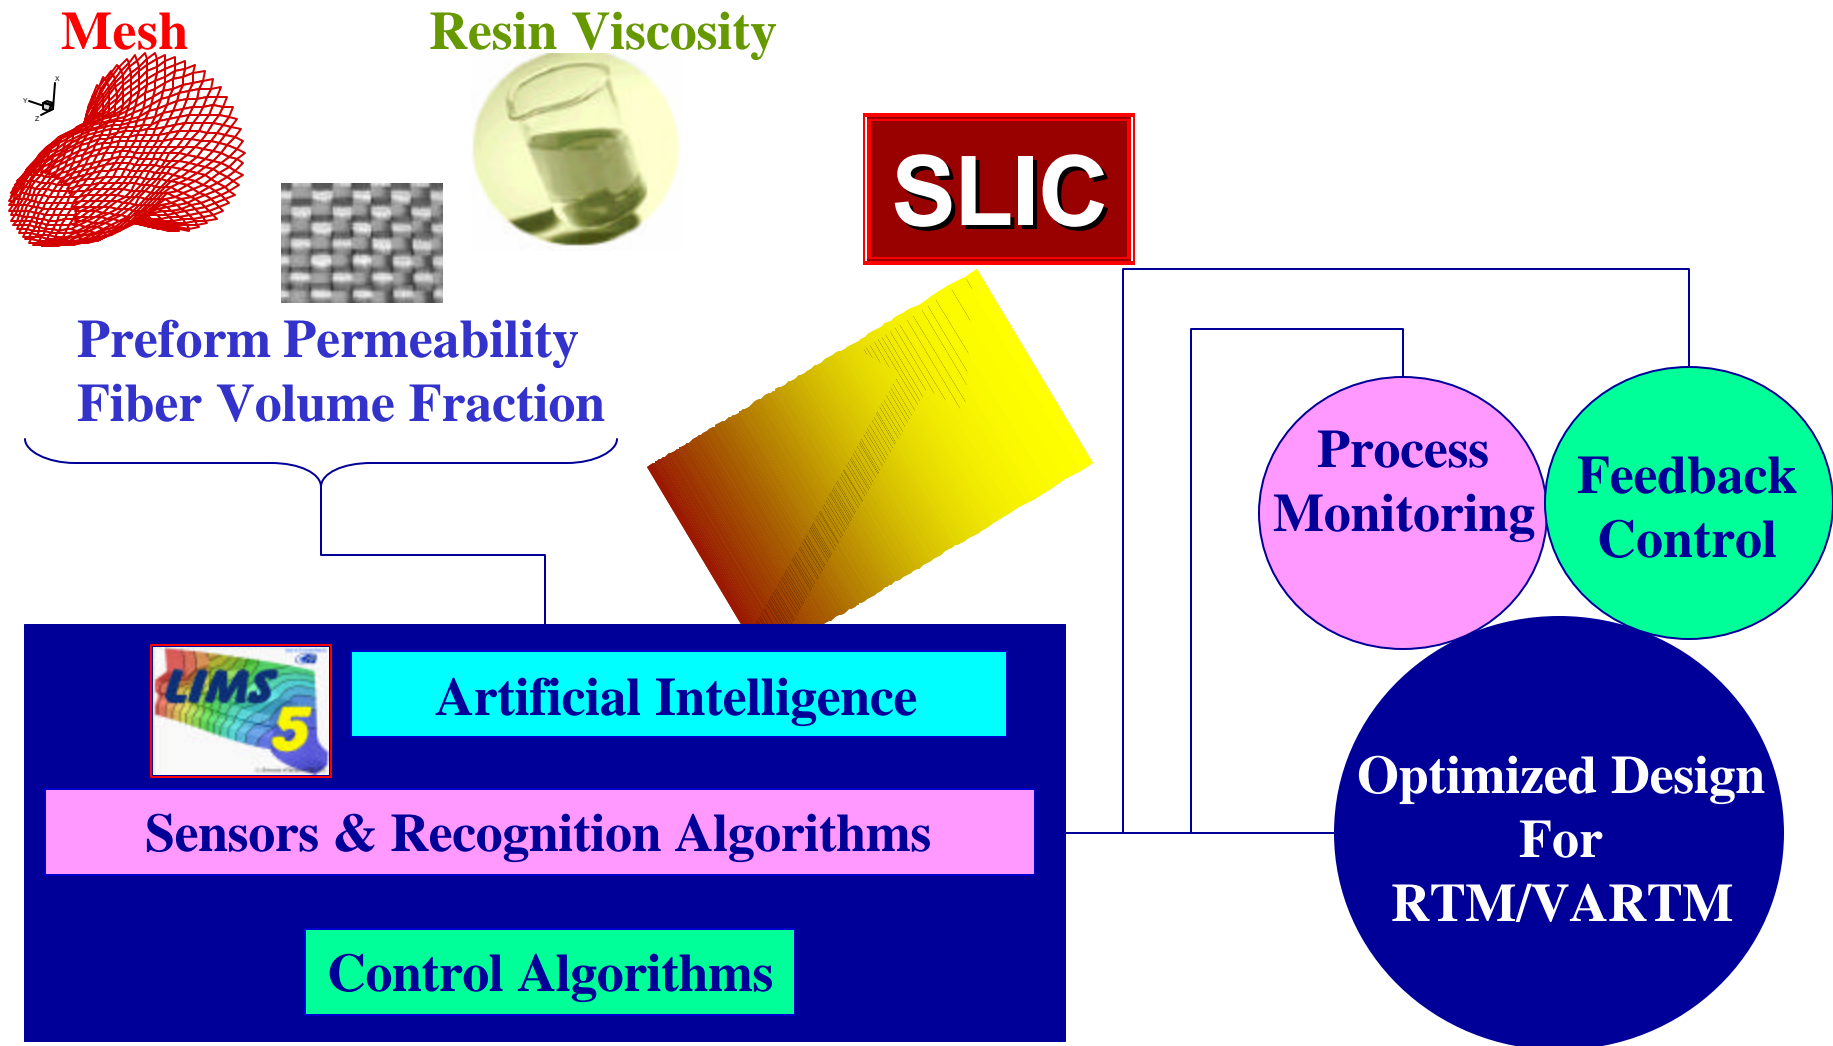 Mesh
Resin Viscosity
X
Y
Z
SLIC
Preform Permeability
Fiber Volume Fraction
Process
Monitoring
Feedback
Control
LIMS
5
Artificial Intelligence
Sensors & Recognition Algorithms
Control Algorithms
Optimized Design
For
RTM/VARTM